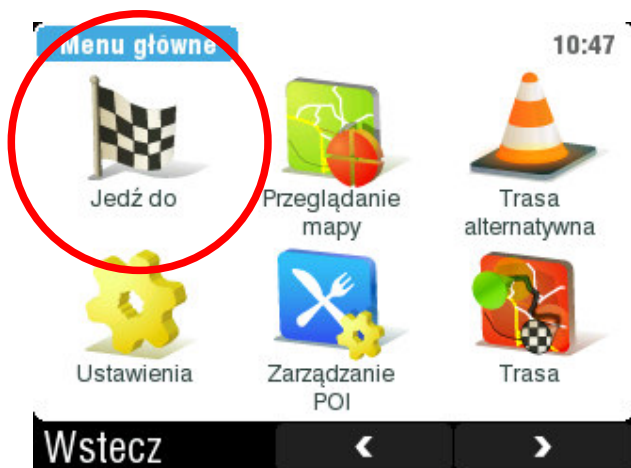 Menu główne
10:47
Jedź do
Przeglądanie
mapy
Trasa
alternatywna
Ustawienia
Zarządzanie
POI
Trasa
Wstecz